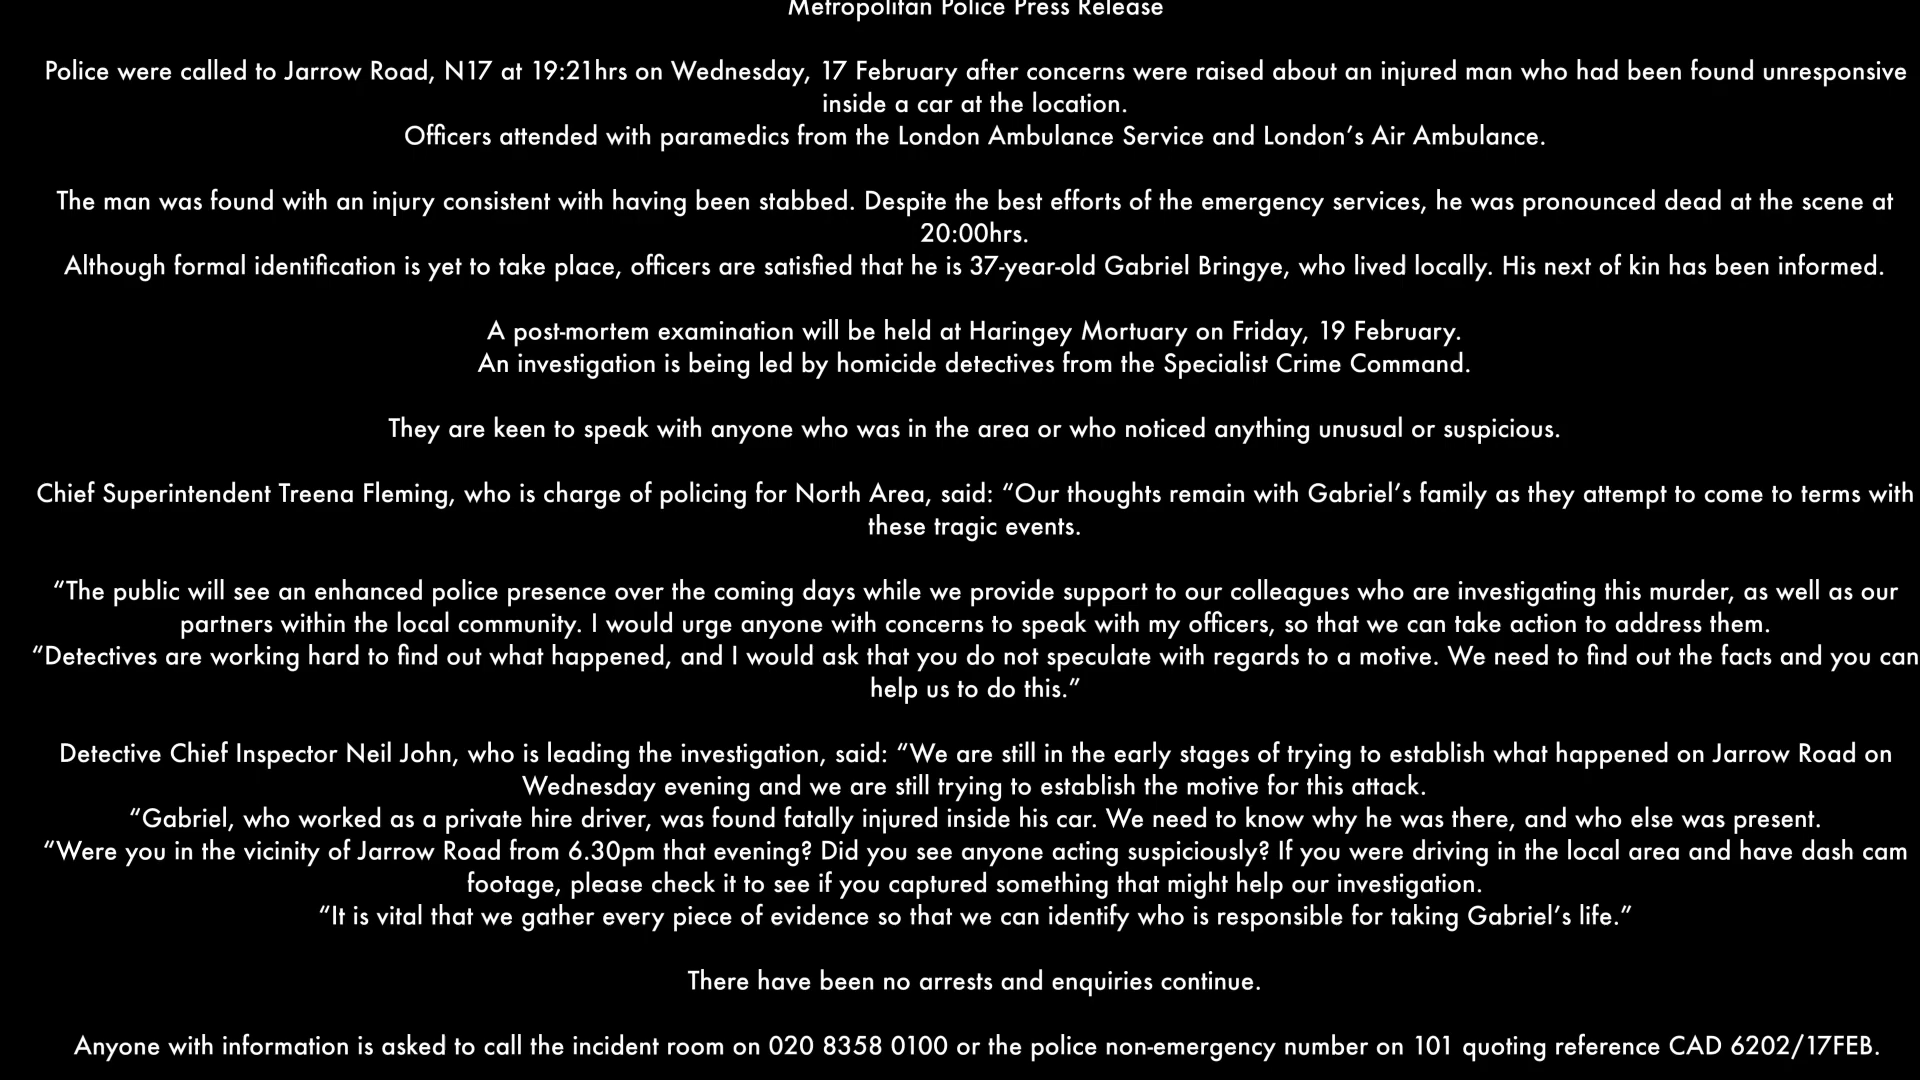 Metropolitan Police Press Release
Police were called to Jarrow Road, N17 at 19:21hrs on Wednesday, 17 February after concerns were raised about an injured man who had been found unresponsive
inside a car at the location.
Officers attended with paramedics from the London Ambulance Service and London’s Air Ambulance.
The man was found with an injury consistent with having been stabbed. Despite the best efforts of the emergency services, he was pronounced dead at the scene at
20:00hrs.
Although formal identification is yet to take place, officers are satisfied that he is 37-year-old Gabriel Bringye, who lived locally. His next of kin has been informed.
A post-mortem examination will be held at Haringey Mortuary on Friday, 19 February.
An investigation is being led by homicide detectives from the Specialist Crime Command.
They are keen to speak with anyone who was in the area or who noticed anything unusual or suspicious.
Chief Superintendent Treena Fleming, who is charge of policing for North Area, said: “Our thoughts remain with Gabriel’s family as they attempt to come to terms with
these tragic events.
“The public will see an enhanced police presence over the coming days while we provide support to our colleagues who are investigating this murder, as well as our
partners within the local community. I would urge anyone with concerns to speak with my officers, so that we can take action to address them.
“Detectives are working hard to find out what happened, and I would ask that you do not speculate with regards to a motive. We need to find out the facts and you can
help us to do this.”
Detective Chief Inspector Neil John, who is leading the investigation, said: “We are still in the early stages of trying to establish what happened on Jarrow Road on
Wednesday evening and we are still trying to establish the motive for this attack.
“Gabriel, who worked as a private hire driver, was found fatally injured inside his car. We need to know why he was there, and who else was present.
“Were you in the vicinity of Jarrow Road from 6.30pm that evening? Did you see anyone acting suspiciously? If you were driving in the local area and have dash cam
footage, please check it to see if you captured something that might help our investigation.
“It is vital that we gather every piece of evidence so that we can identify who is responsible for taking Gabriel’s life.”
There have been no arrests and enquiries continue.
Anyone with information is asked to call the incident room on 020 8358 0100 or the police non-emergency number on 101 quoting reference CAD 6202/17FEB.